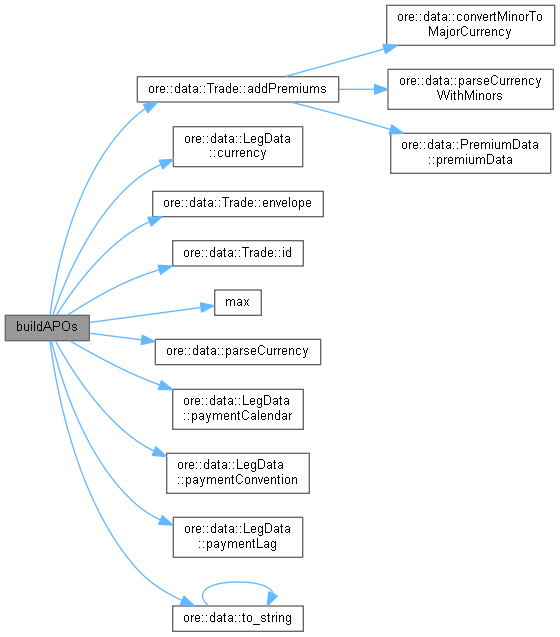 ore::data::convertMinorTo
MajorCurrency
ore::data::Trade::addPremiums
ore::data::parseCurrency
WithMinors
ore::data::LegData
::currency
ore::data::PremiumData
::premiumData
ore::data::Trade::envelope
ore::data::Trade::id
max
buildAPOs
ore::data::parseCurrency
ore::data::LegData
::paymentCalendar
ore::data::LegData
::paymentConvention
ore::data::LegData
::paymentLag
ore::data::to_string